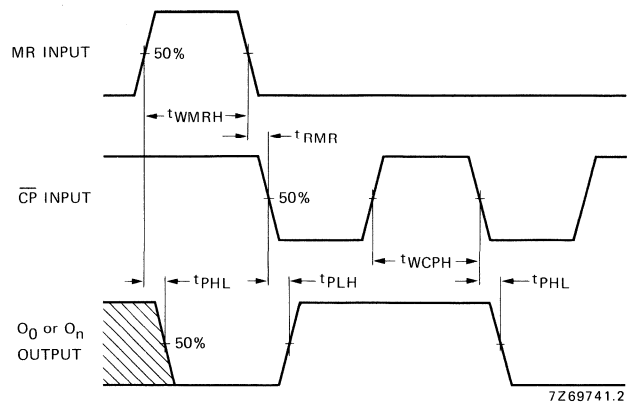 MR INPUT
50%
tWMRH
tRMR
CP INPUT
50%
tWCPH
tPHL
tPLH
tPHL
O0 or On
OUTPUT
50%
7Z69741.2